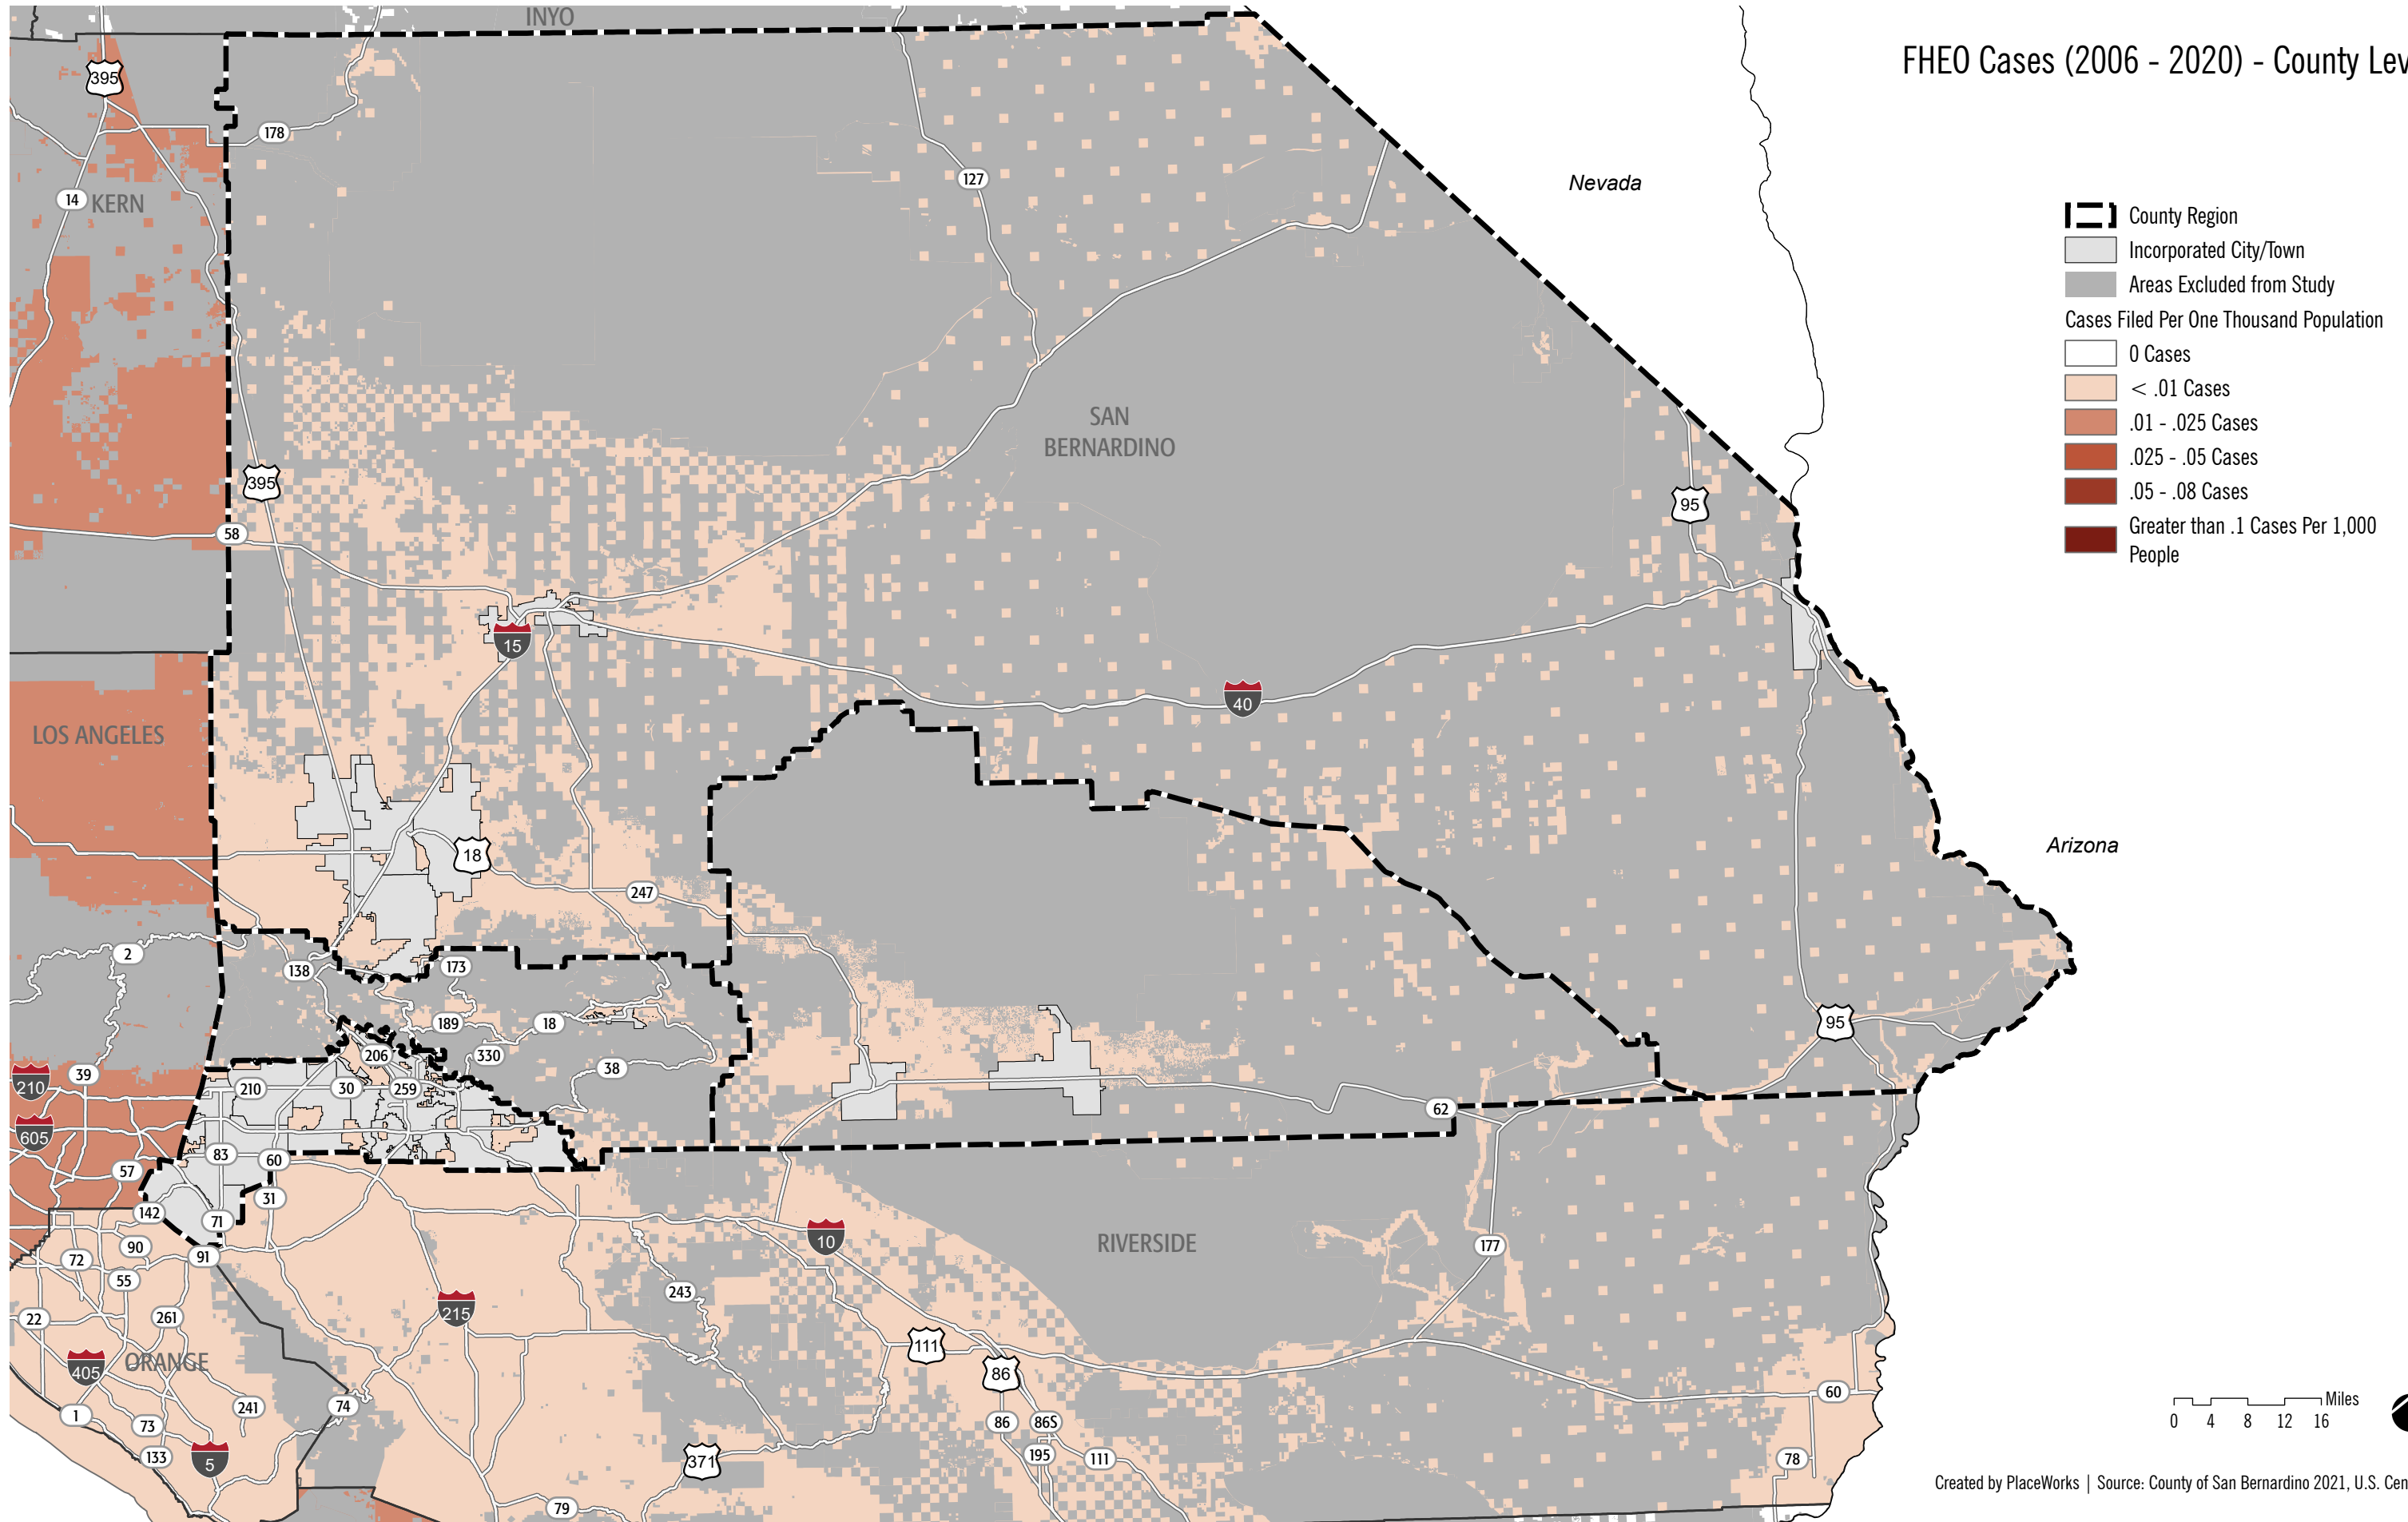 FHEO Cases (2006 - 2020) - County Lev
INYO
395
178
127
14
KERN
Nevada
County Region
Incorporated City/Town
Areas Excluded from Study
Cases Filed Per One Thousand Population
0 Cases
< .01 Cases
.01 - .025 Cases
.025 - .05 Cases
.05 - .08 Cases
Greater than .1 Cases Per 1,000
People
SAN
BERNARDINO
395
95
58
15
40
LOS ANGELES
18
247
Arizona
2
138
173
189
18
95
206
330
38
39
210
210
30
259
62
605
83
60
57
31
142
71
90
91
72
55
10
RIVERSIDE
177
243
22
261
215
405
ORANGE
111
86
60
1
73
241
74
86
86S
133
5
371
195
111
78
79
Miles
0 4 8 12 16
Created by PlaceWorks | Source: County of San Bernardino 2021, U.S. Cen